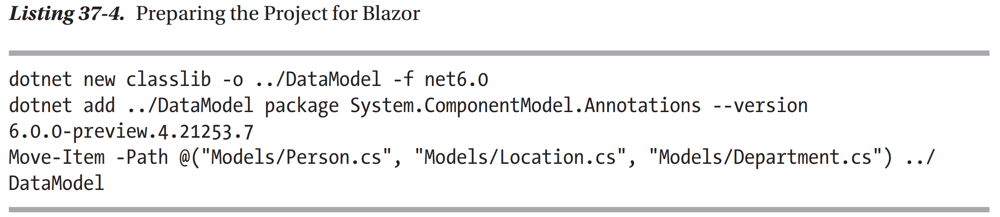 Listing 37-4. Preparing the Project for Blazor
dotnet new classlib -o ../DataModel -f net6.0
dotnet add ../DataModel package System.ComponentModel.Annotations --version
6.0.0-preview.4.21253.7
Move-Item -Path @("Models/Person.cs", "Models/Location.cs", "Models/Department.cs") ../
DataModel